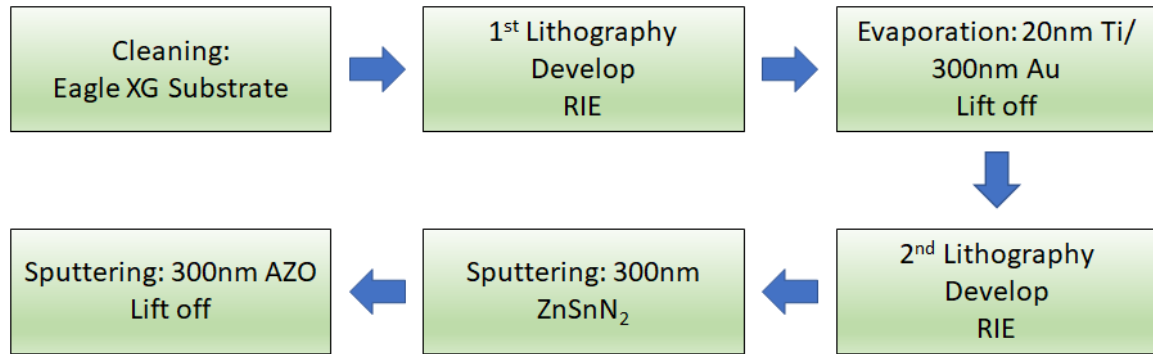 Cleaning:
Eagle XG Substrate
1st Lithography
Develop
RIE
Evaporation: 20nm Ti/
300nm Au
Lift off
2nd Lithography
Develop
RIE
Sputtering: 300nm
ZnSnN2
Sputtering: 300nm AZO
Lift off